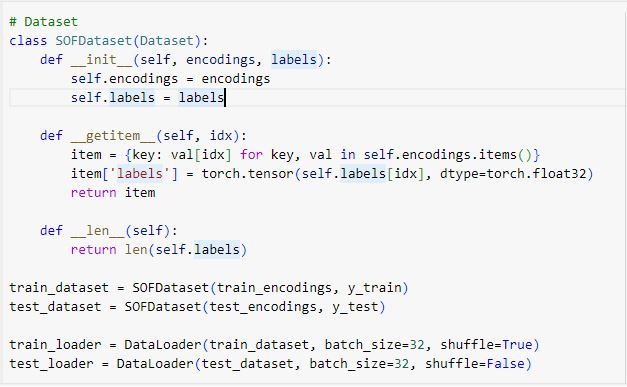 # Dataset
class SOFDataset(Dataset):
    def __init__(self, encodings, labels):
        self.encodings = encodings
        self.labels = labels

    def __getitem__(self, idx):
        item = {key: val[idx] for key, val in self.encodings.items()}
        item['labels'] = torch.tensor(self.labels[idx], dtype=torch.float32)
        return item

    def __len__(self):
        return len(self.labels)

train_dataset = SOFDataset(train_encodings, y_train)
test_dataset = SOFDataset(test_encodings, y_test)

train_loader = DataLoader(train_dataset, batch_size=32, shuffle=True)
test_loader = DataLoader(test_dataset, batch_size=32, shuffle=False)